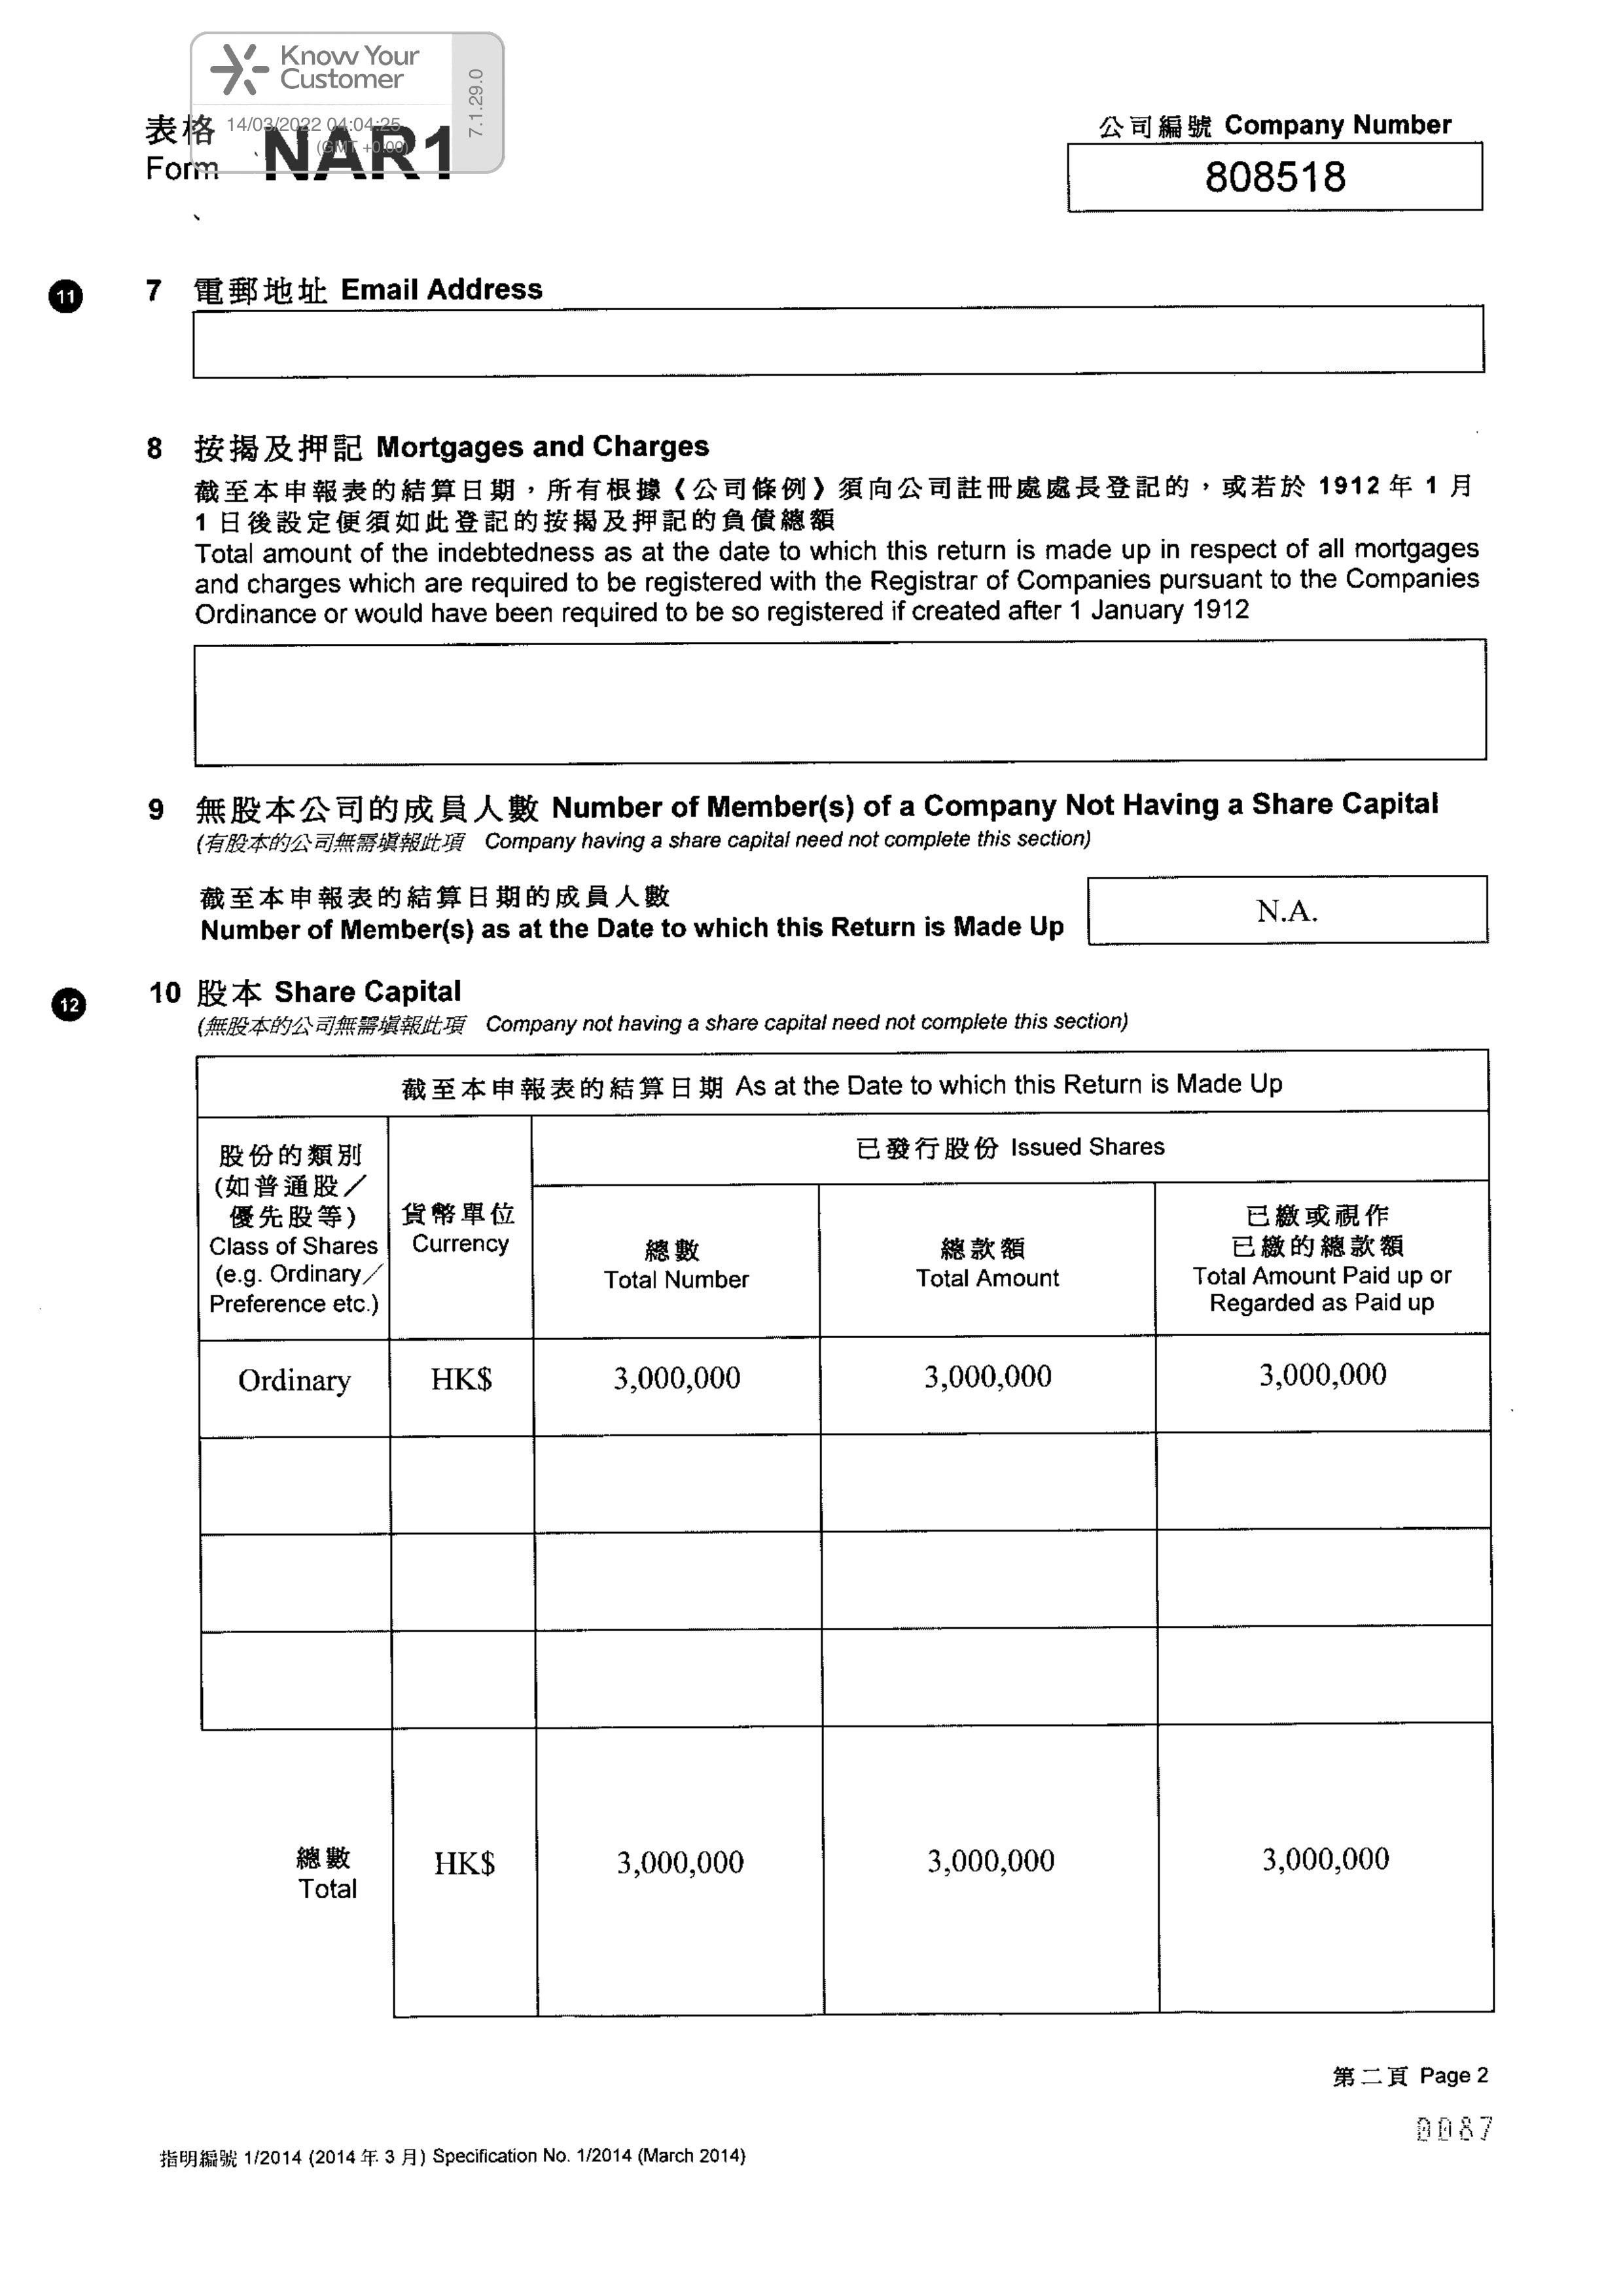 Know Your
Customer
7.1.29.0
14/03/2022 04:04:25
(GMT +0:00)
表格
Form NAR1
公司編號 Company Number
808518
11
7 電郵地址 Email Address
8 按揭及押記 Mortgages and Charges
截至本申報表的結算日期，所有根據《公司條例》須向公司註冊處處長登記的，或若於 1912 年 1 月
1 日後設定便須如此登記的按揭及押記的負債總額
Total amount of the indebtedness as at the date to which this return is made up in respect of all mortgages
and charges which are required to be registered with the Registrar of Companies pursuant to the Companies
Ordinance or would have been required to be so registered if created after 1 January 1912
9 無股本公司的成員人數 Number of Member(s) of a Company Not Having a Share Capital
(有股本的公司無需填報此項 Company having a share capital need not complete this section)
截至本申報表的結算日期的成員人數
Number of Member(s) as at the Date to which this Return is Made Up
N.A.
12
10 股本 Share Capital
(無股本的公司無需填報此項 Company not having a share capital need not complete this section)
截至本申報表的結算日期 As at the Date to which this Return is Made Up
股份的類別
(如普通股／
優先股等)
Class of Shares
(e.g. Ordinary／
Preference etc.)
貨幣單位
Currency
已發行股份 Issued Shares
總數
Total Number
總款額
Total Amount
已繳或視作
已繳的總款額
Total Amount Paid up or
Regarded as Paid up
Ordinary HK$ 3,000,000 3,000,000 3,000,000
總數
Total
HK$ 3,000,000 3,000,000 3,000,000
第二頁 Page 2
0087
指明編號 1/2014 (2014 年 3 月) Specification No. 1/2014 (March 2014)